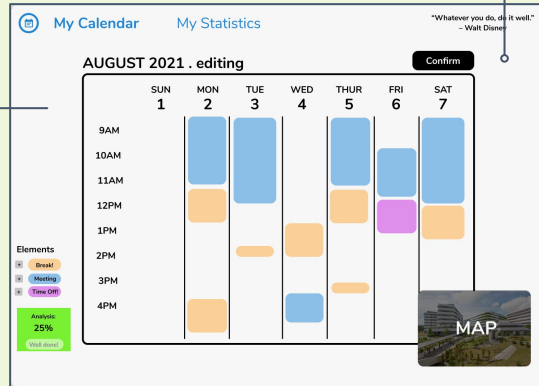 My Calendar
My Statistics
"Whatever you do, do it well."
– Walt Disney
AUGUST 2021 . editing
Confirm
SUN MON TUE WED THUR FRI SAT
1 2 3 4 5 6 7
9AM
10AM
11AM
12PM
1PM
2PM
3PM
4PM
Elements
+ Break!
+ Meeting
+ Time Off!
Analysis:
25%
Well done!
MAP